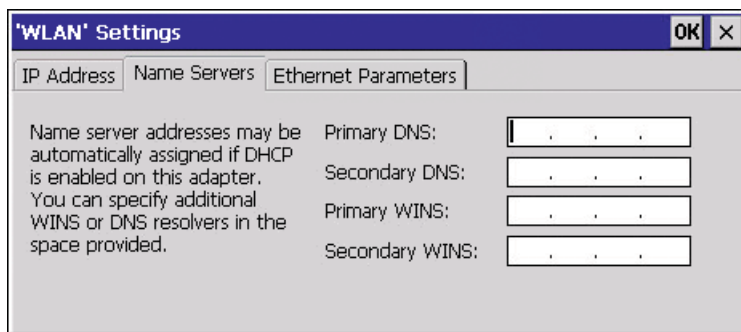 'WLAN' Settings
OK ×
IP Address Name Servers Ethernet Parameters
Name server addresses may be
automatically assigned if DHCP
is enabled on this adapter.
You can specify additional
WINS or DNS resolvers in the
space provided.
Primary DNS: . . .
Secondary DNS: . . .
Primary WINS: . . .
Secondary WINS: . . .